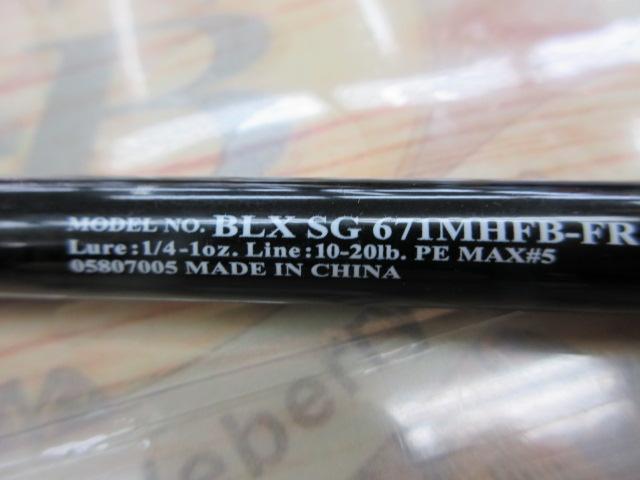 MODEL NO. BLX SG 671MHFB-FR
Lure:1/4-1oz. Line:10-20lb. PE MAX#5
05807005 MADE IN CHINA